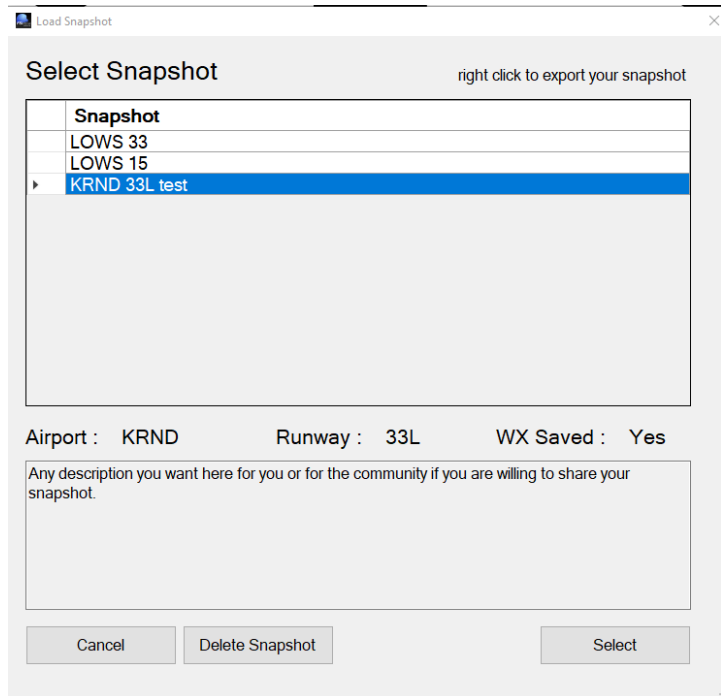 Load Snapshot
Select Snapshot
right click to export your snapshot
Snapshot
LOWS 33
LOWS 15
KRND 33L test
Airport : KRND Runway : 33L WX Saved : Yes
Any description you want here for you or for the community if you are willing to share your
snapshot.
Cancel Delete Snapshot Select